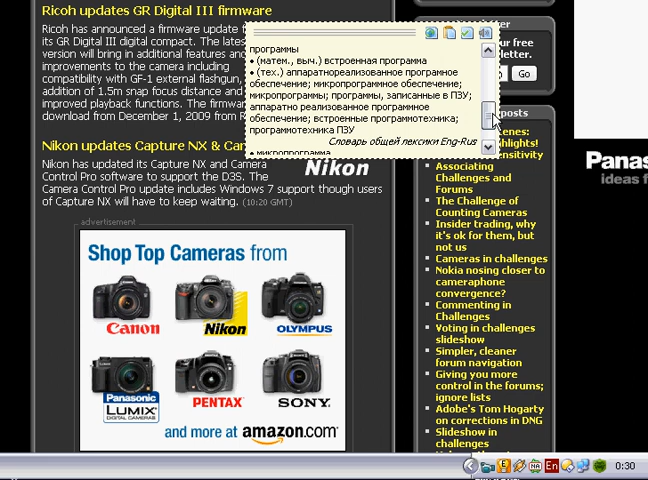 Ricoh updates GR Digital III firmware
Ricoh has announced a firmware update
its GR Digital III digital compact. The lates
version will bring in additional features and
improvements to the camera including
compatibility with GF-1 external flashgun,
addition of 1.5m snap focus distance and
improved playback functions. The firmwar
download from December 1, 2009 from R
программы
• (матем., выч.) встроенная программа
• (тех.) аппаратнореализованное програмное
обеспечение; микропрограммное обеспечение;
микропрограммы; программы, записанные в ПЗУ;
аппаратно реализованное програмное
обеспечение; встроенные программотехника;
программотехника ПЗУ
Словарь общей лексики Eng-Rus
• микропрограмма
Nikon updates Capture NX & Cam
Nikon has updated its Capture NX and Camera
Control Pro software to support the D3S. The
Camera Control Pro update includes Windows 7 support though users
of Capture NX will have to keep waiting. (10:20 GMT)
Nikon
advertisement
Shop Top Cameras from
Canon
Nikon
OLYMPUS
Panasonic
LUMIX
DIGITAL CAMERAS
PENTAX
SONY.
and more at amazon.com
our free
letter.
Go
posts
enes:
highlights!
ensitivity
Associating
Challenges and
Forums
The Challenge of
Counting Cameras
Insider trading, why
it's ok for them, but
not us
Cameras in challenges
Nokia nosing closer to
cameraphone
convergence?
Commenting in
Challenges
Voting in challenges
slideshow
Simpler, cleaner
forum navigation
Giving you more
control in the forums;
ignore lists
Adobe's Tom Hogarty
on corrections in DNG
Slideshow in
challenges
Panas
ideas f
En
0:30